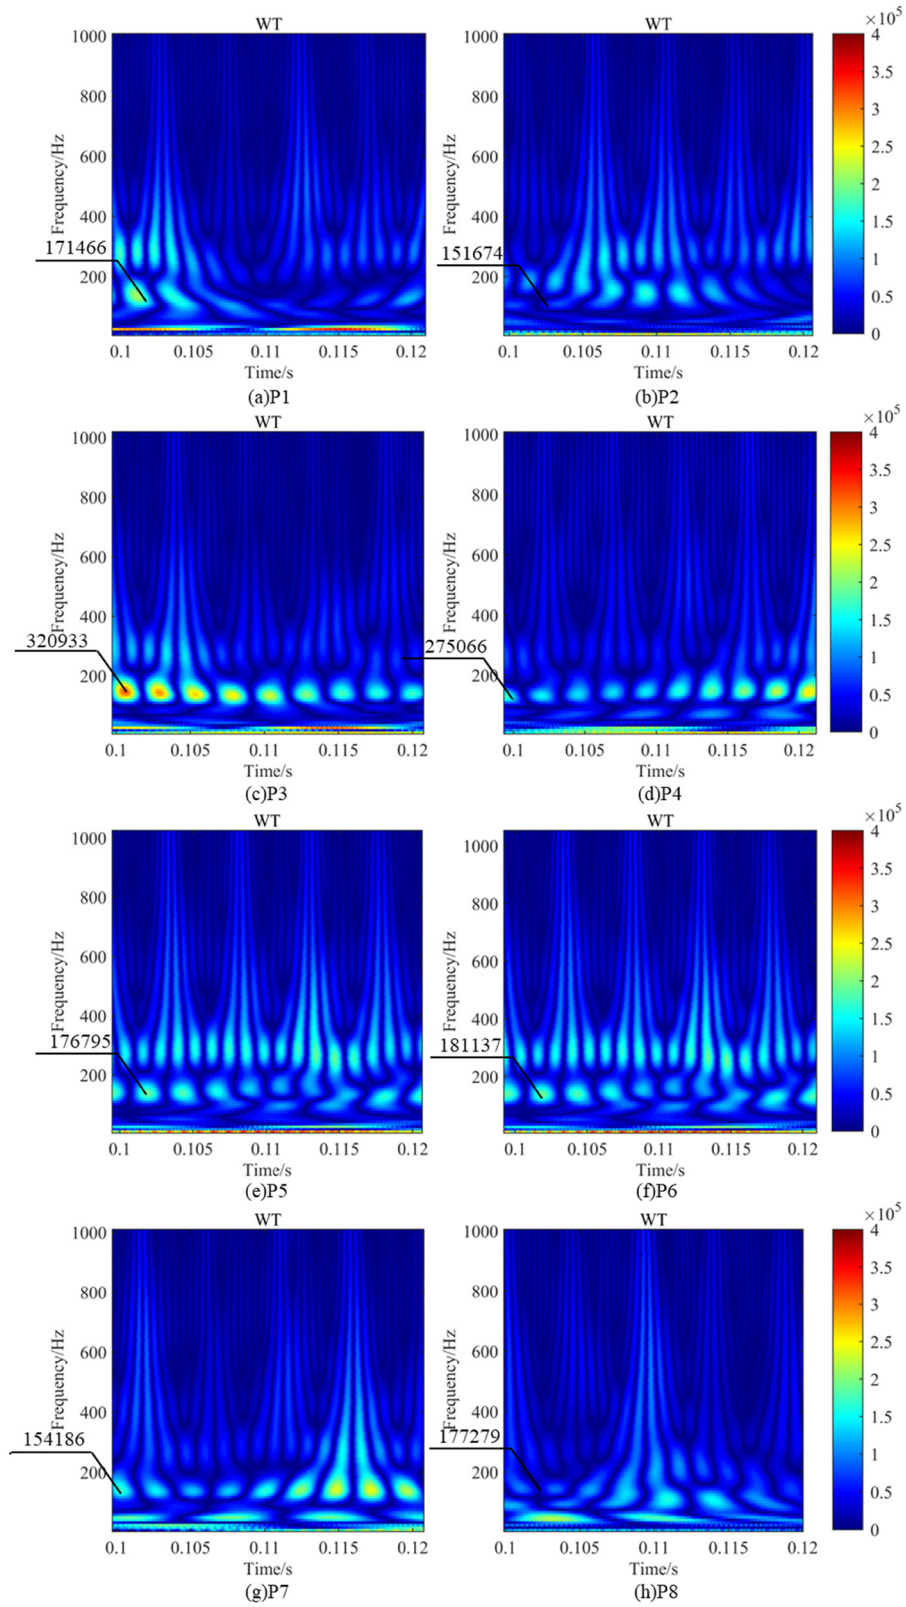 WT
1000
800
600
400
200
Frequency/Hz
171466
0.1 0.105 0.11 0.115 0.12
Time/s
(a)P1
WT
1000
800
600
400
200
Frequency/Hz
151674
0.1 0.105 0.11 0.115 0.12
Time/s
(b)P2
×10⁵
4
3.5
3
2.5
2
1.5
1
0.5
0
WT
1000
800
600
400
200
Frequency/Hz
320933
0.1 0.105 0.11 0.115 0.12
Time/s
(c)P3
WT
1000
800
600
400
200
Frequency/Hz
275066
0.1 0.105 0.11 0.115 0.12
Time/s
(d)P4
×10⁵
4
3.5
3
2.5
2
1.5
1
0.5
0
WT
1000
800
600
400
200
Frequency/Hz
176795
0.1 0.105 0.11 0.115 0.12
Time/s
(e)P5
WT
1000
800
600
400
200
Frequency/Hz
181137
0.1 0.105 0.11 0.115 0.12
Time/s
(f)P6
×10⁵
4
3.5
3
2.5
2
1.5
1
0.5
0
WT
1000
800
600
400
200
Frequency/Hz
154186
0.1 0.105 0.11 0.115 0.12
Time/s
(g)P7
WT
1000
800
600
400
200
Frequency/Hz
177279
0.1 0.105 0.11 0.115 0.12
Time/s
(h)P8
×10⁵
4
3.5
3
2.5
2
1.5
1
0.5
0